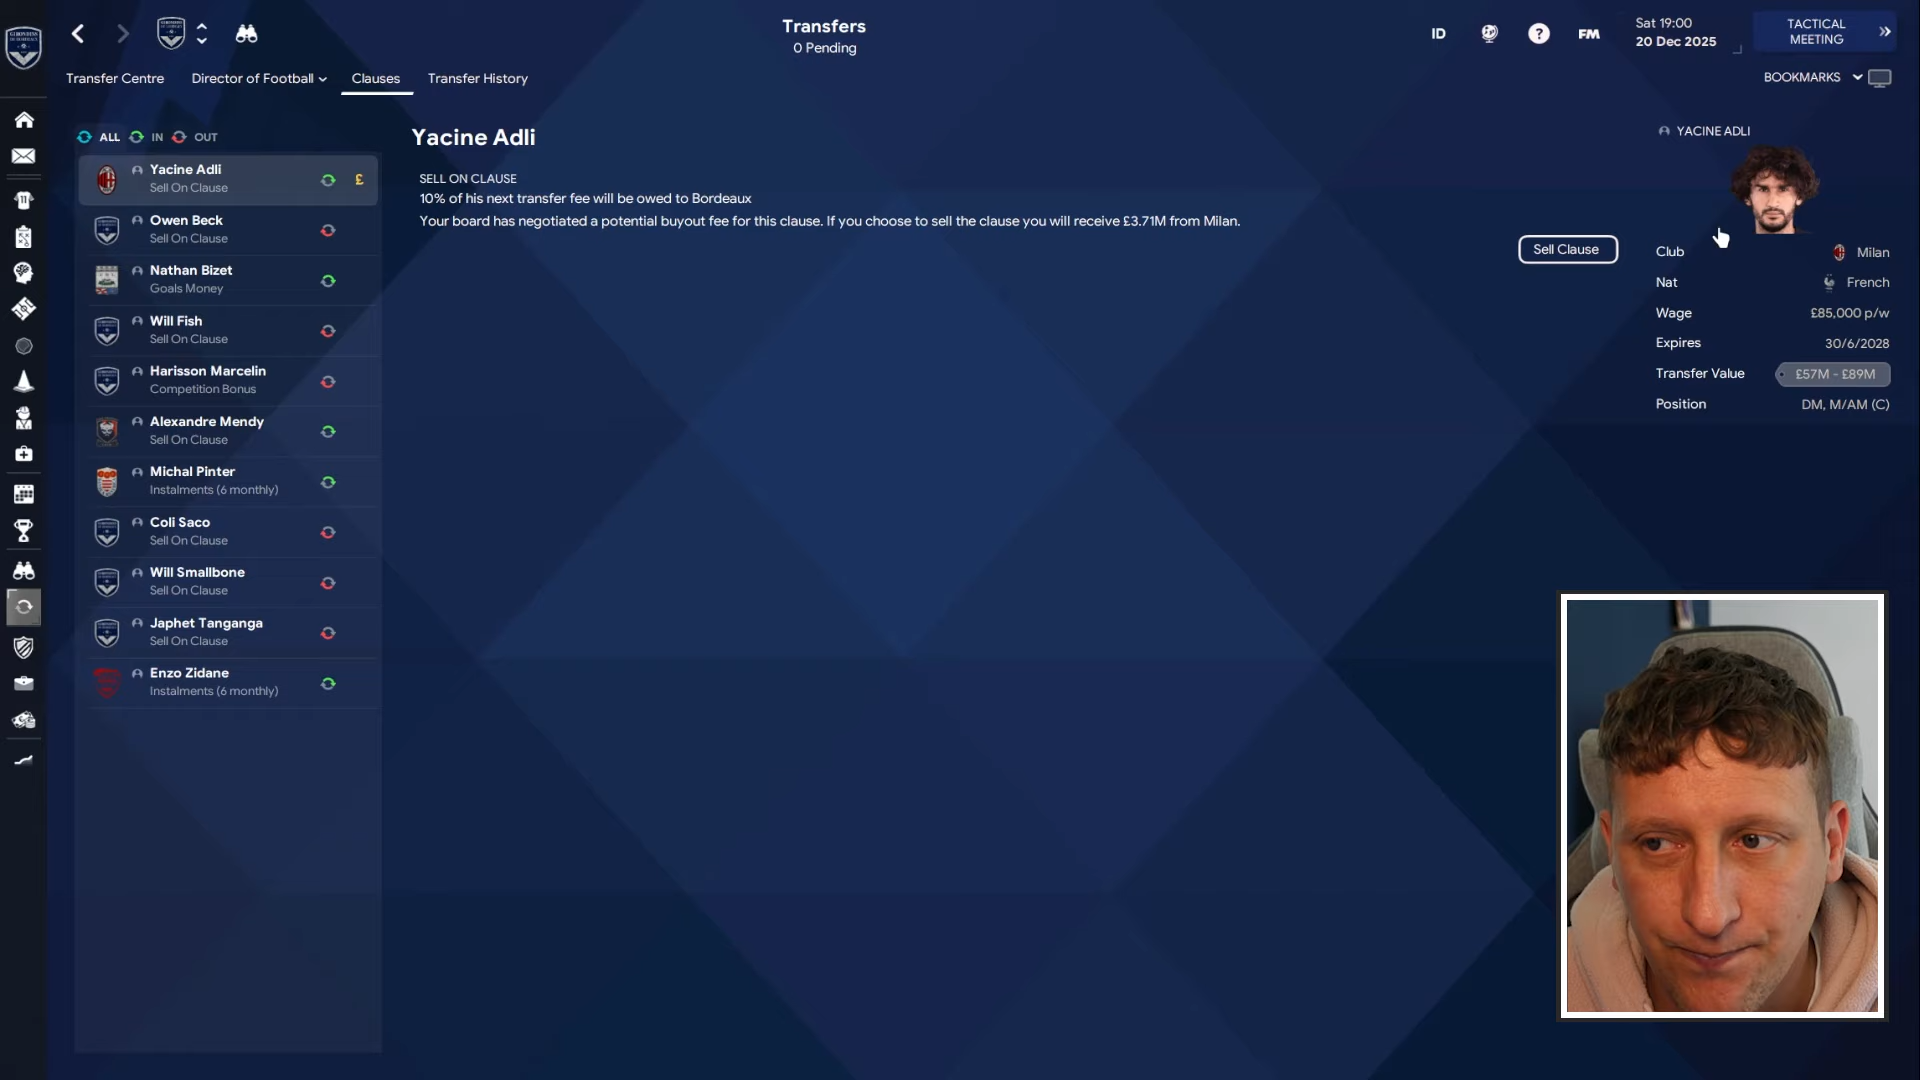 Transfers
0 Pending
ID
?
FM
Sat 19:00
20 Dec 2025
TACTICAL
MEETING
Transfer Centre
Director of Football
Clauses
Transfer History
BOOKMARKS
ALL
IN
OUT
Yacine Adli
Sell On Clause
£
Owen Beck
Sell On Clause
Nathan Bizet
Goals Money
Will Fish
Sell On Clause
Harisson Marcelin
Competition Bonus
Alexandre Mendy
Sell On Clause
Michal Pinter
Instalments (6 monthly)
Coli Saco
Sell On Clause
Will Smallbone
Sell On Clause
Japhet Tanganga
Sell On Clause
Enzo Zidane
Instalments (6 monthly)
Yacine Adli
SELL ON CLAUSE
10% of his next transfer fee will be owed to Bordeaux
Your board has negotiated a potential buyout fee for this clause. If you choose to sell the clause you will receive £3.71M from Milan.
Sell Clause
YACINE ADLI
Club Milan
Nat French
Wage £85,000 p/w
Expires 30/6/2028
Transfer Value £57M - £89M
Position DM, M/AM (C)